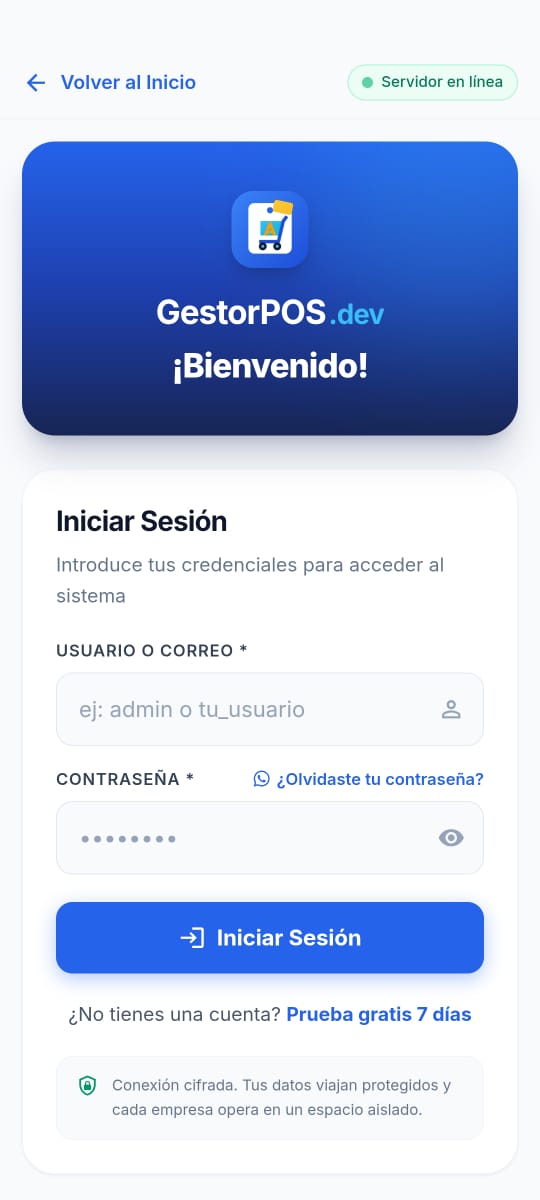 Volver al Inicio
Servidor en línea
GestorPOS.dev
¡Bienvenido!
Iniciar Sesión
Introduce tus credenciales para acceder al
sistema
USUARIO O CORREO *
ej: admin o tu_usuario
CONTRASEÑA *
¿Olvidaste tu contraseña?
••••••••
Iniciar Sesión
¿No tienes una cuenta? Prueba gratis 7 días
Conexión cifrada. Tus datos viajan protegidos y
cada empresa opera en un espacio aislado.